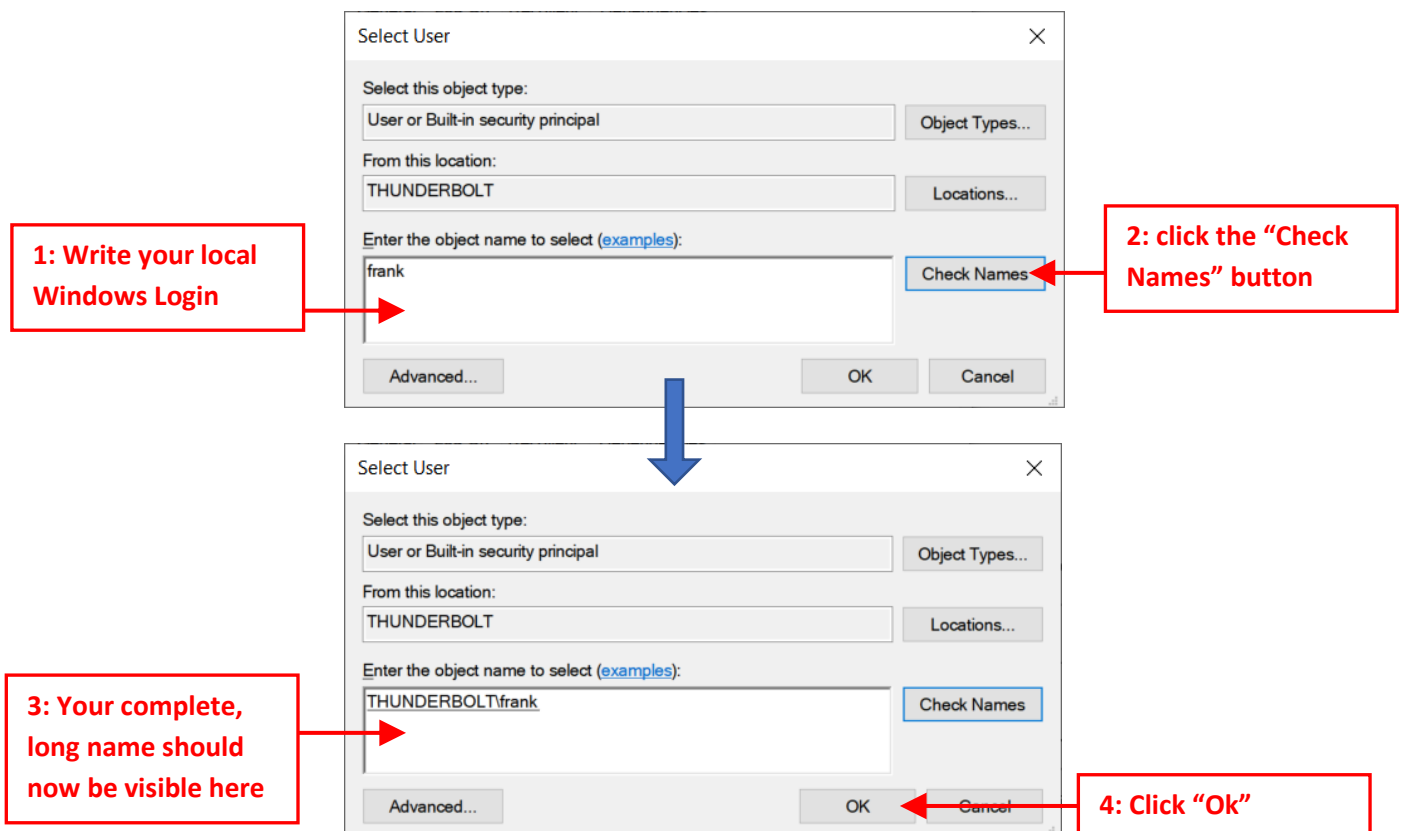 Select User
Select this object type:
User or Built-in security principal
Object Types...
From this location:
THUNDERBOLT
Locations...
1: Write your local
Windows Login
Enter the object name to select (examples):
frank
Check Names
2: click the “Check
Names” button
Advanced...
OK
Cancel
Select User
Select this object type:
User or Built-in security principal
Object Types...
From this location:
THUNDERBOLT
Locations...
3: Your complete,
long name should
now be visible here
Enter the object name to select (examples):
THUNDERBOLT\frank
Check Names
Advanced...
OK
Cancel
4: Click “Ok”